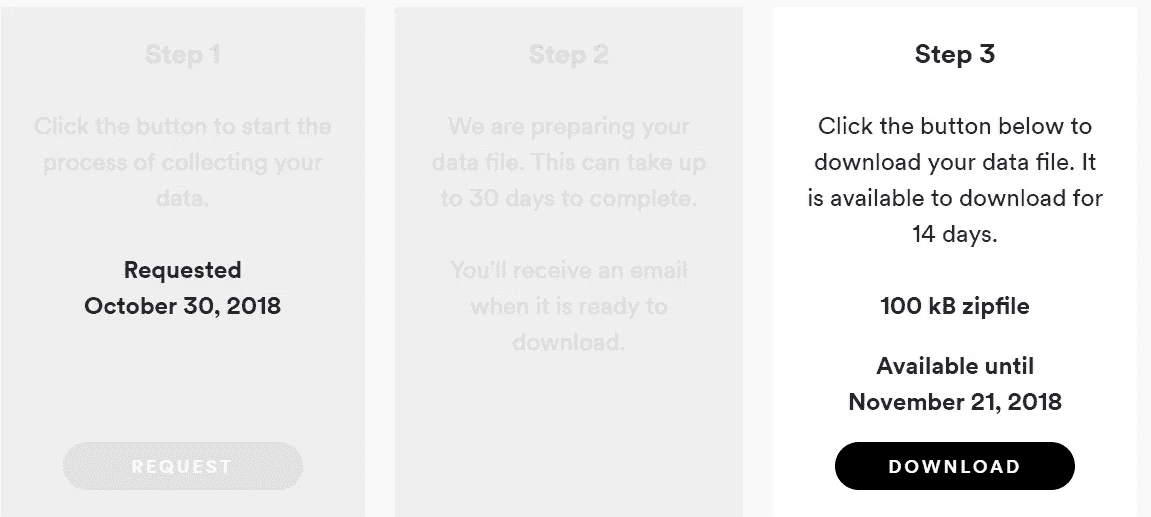 Step 1
Click the button to start the
process of collecting your
data.
Requested
October 30, 2018
REQUEST
Step 2
We are preparing your
data file. This can take up
to 30 days to complete.
You'll receive an email
when it is ready to
download.
Step 3
Click the button below to
download your data file. It
is available to download for
14 days.
100 kB zipfile
Available until
November 21, 2018
DOWNLOAD